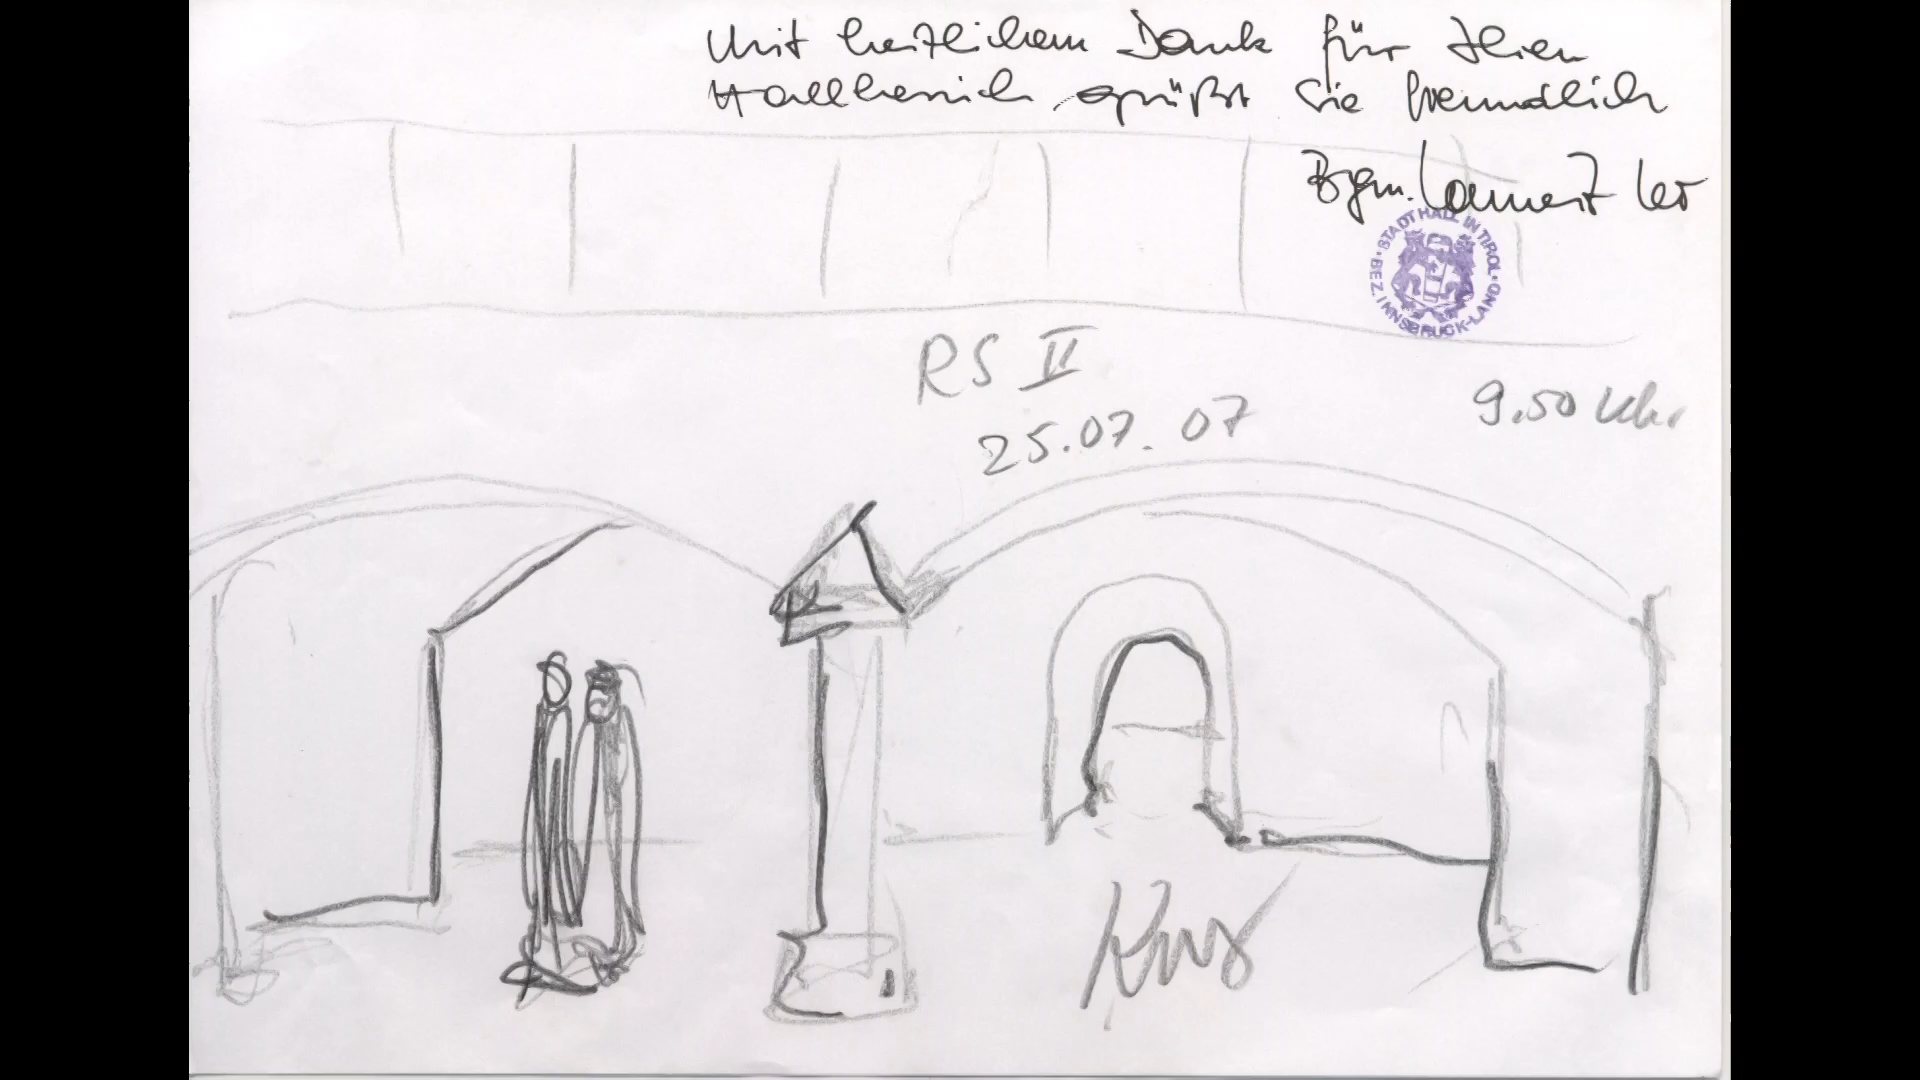 Mit herzlichem Dank für Ihren
Hallbesuch grüßt Sie freundlich
Bgm.
STADT HALL IN TIROL
BEZ. INNSBRUCK-LAND
RS II
25.07.07
9.50 Uhr